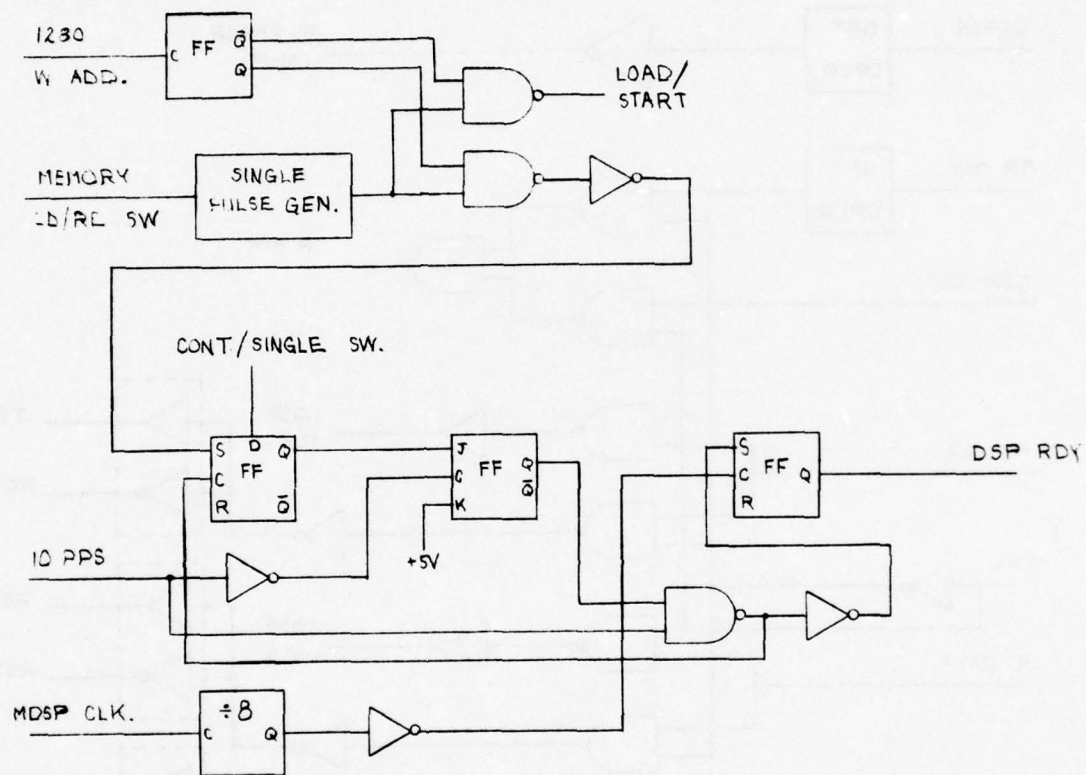 1230
W ADD.
C FF Q̅
Q
LOAD/
START
MEMORY
LD/RE SW
SINGLE
PULSE GEN.
CONT./SINGLE SW.
S D Q
C FF
R Q̅
J Q
C FF Q̅
K
+5V
S
C FF Q
R
DSP RDY
10 PPS
MDSP CLK.
÷8
C Q